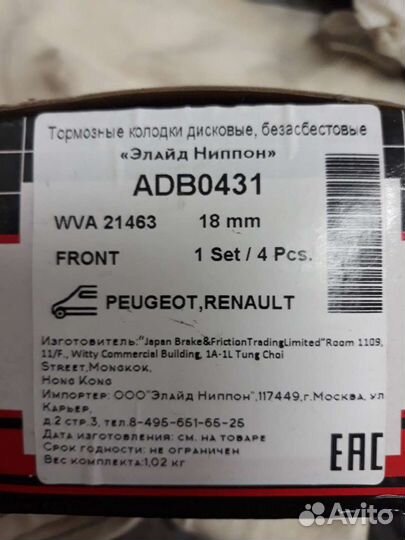 Тормозные колодки дисковые, безасбестовые
«Элайд Ниппон»
ADB0431
WVA 21463 18 mm
FRONT 1 Set / 4 Pcs.
PEUGEOT,RENAULT
Изготовитель:"Japan Brake&FrictionTradingLimited"Room 1109,
11/F., Witty Commercial Building, 1A-1L Tung Choi
Street,Mongkok,
Hong Kong
Импортер: ООО"Элайд Ниппон",117449,г.Москва, ул
Карьер,
д.2 стр.3, тел.8-495-651-65-25
Дата изготовления: см. на товаре
Срок годности: не ограничен
Вес комплекта:1,02 кг
EAC
Avito